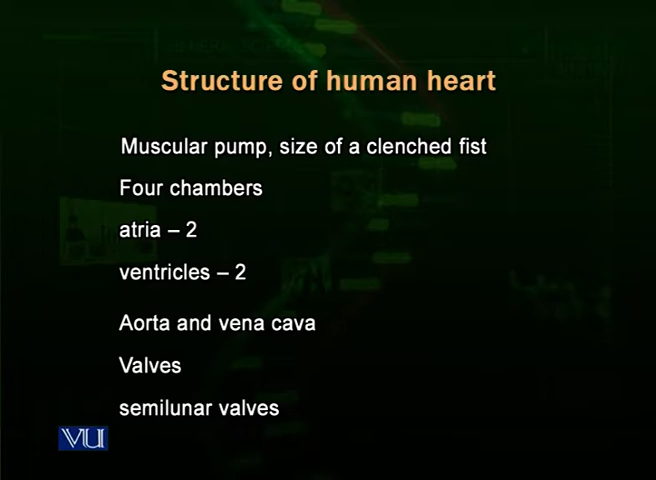 Structure of human heart
Muscular pump, size of a clenched fist
Four chambers
atria – 2
ventricles – 2
Aorta and vena cava
Valves
semilunar valves
VU